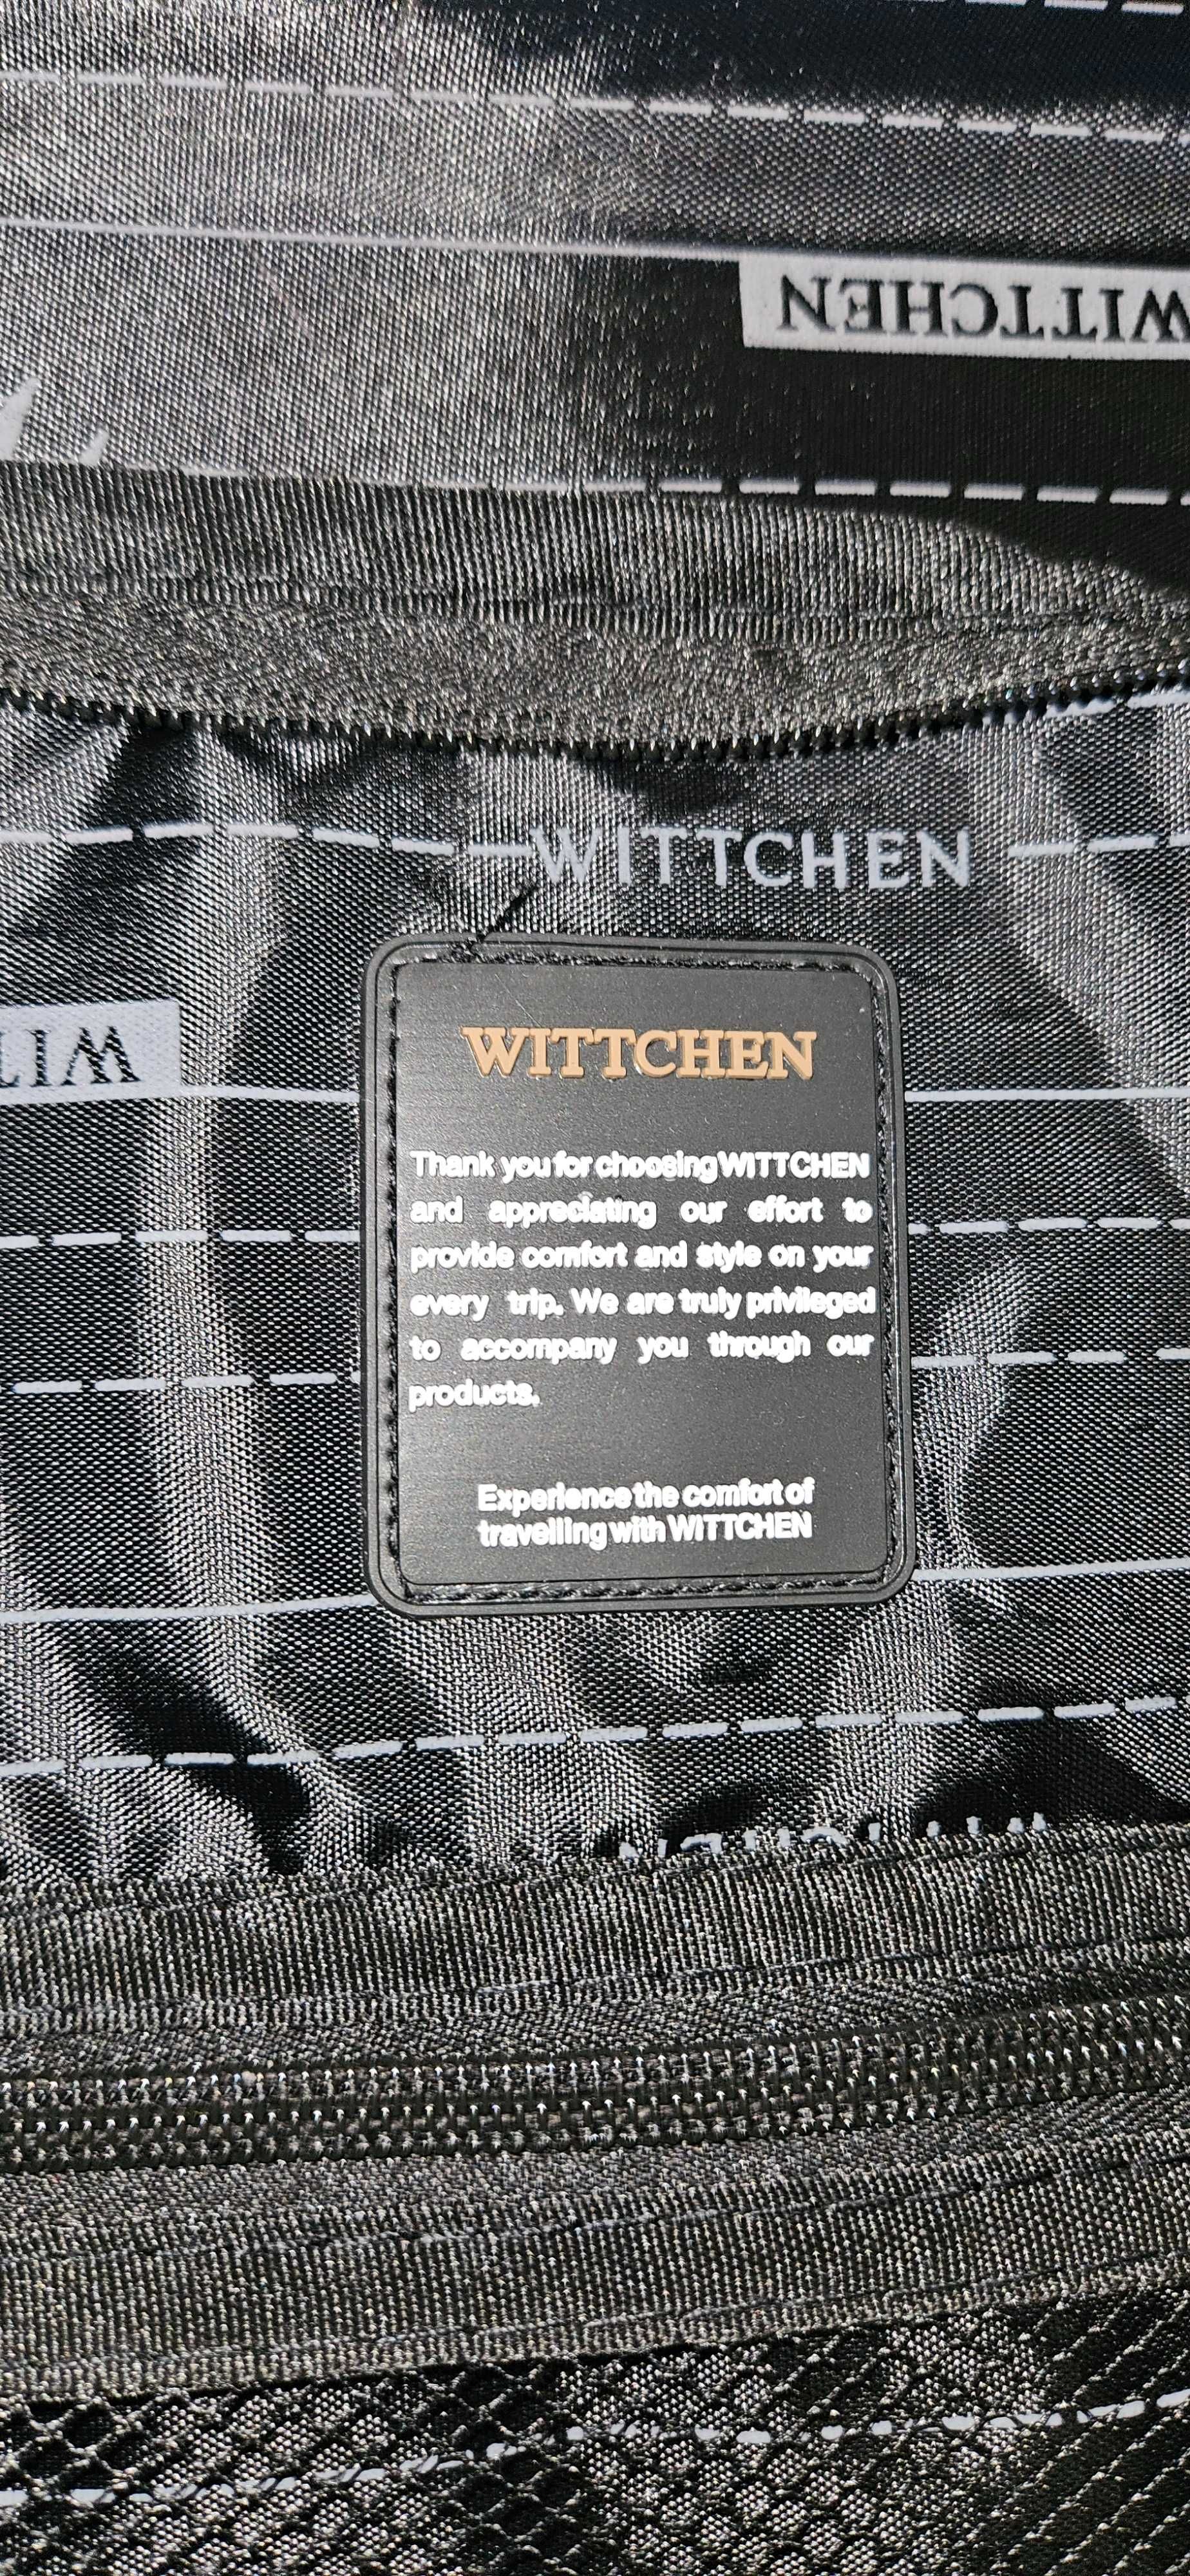 WITTCHEN
WITTCHEN
WITTCHEN
Thank you for choosing WITTCHEN
and appreciating our effort to
provide comfort and style on your
every trip. We are truly privileged
to accompany you through our
products.
Experience the comfort of
travelling with WITTCHEN